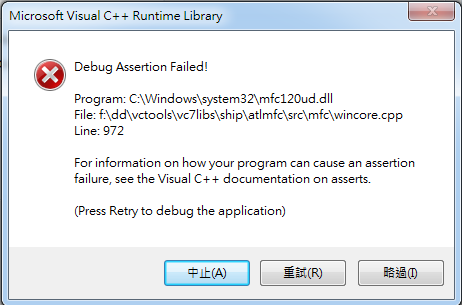 Microsoft Visual C++ Runtime Library
Debug Assertion Failed!
Program: C:\Windows\system32\mfc120ud.dll
File: f:\dd\vctools\vc7libs\ship\atlmfc\src\mfc\wincore.cpp
Line: 972
For information on how your program can cause an assertion
failure, see the Visual C++ documentation on asserts.
(Press Retry to debug the application)
中止(A)
重試(R)
略過(I)